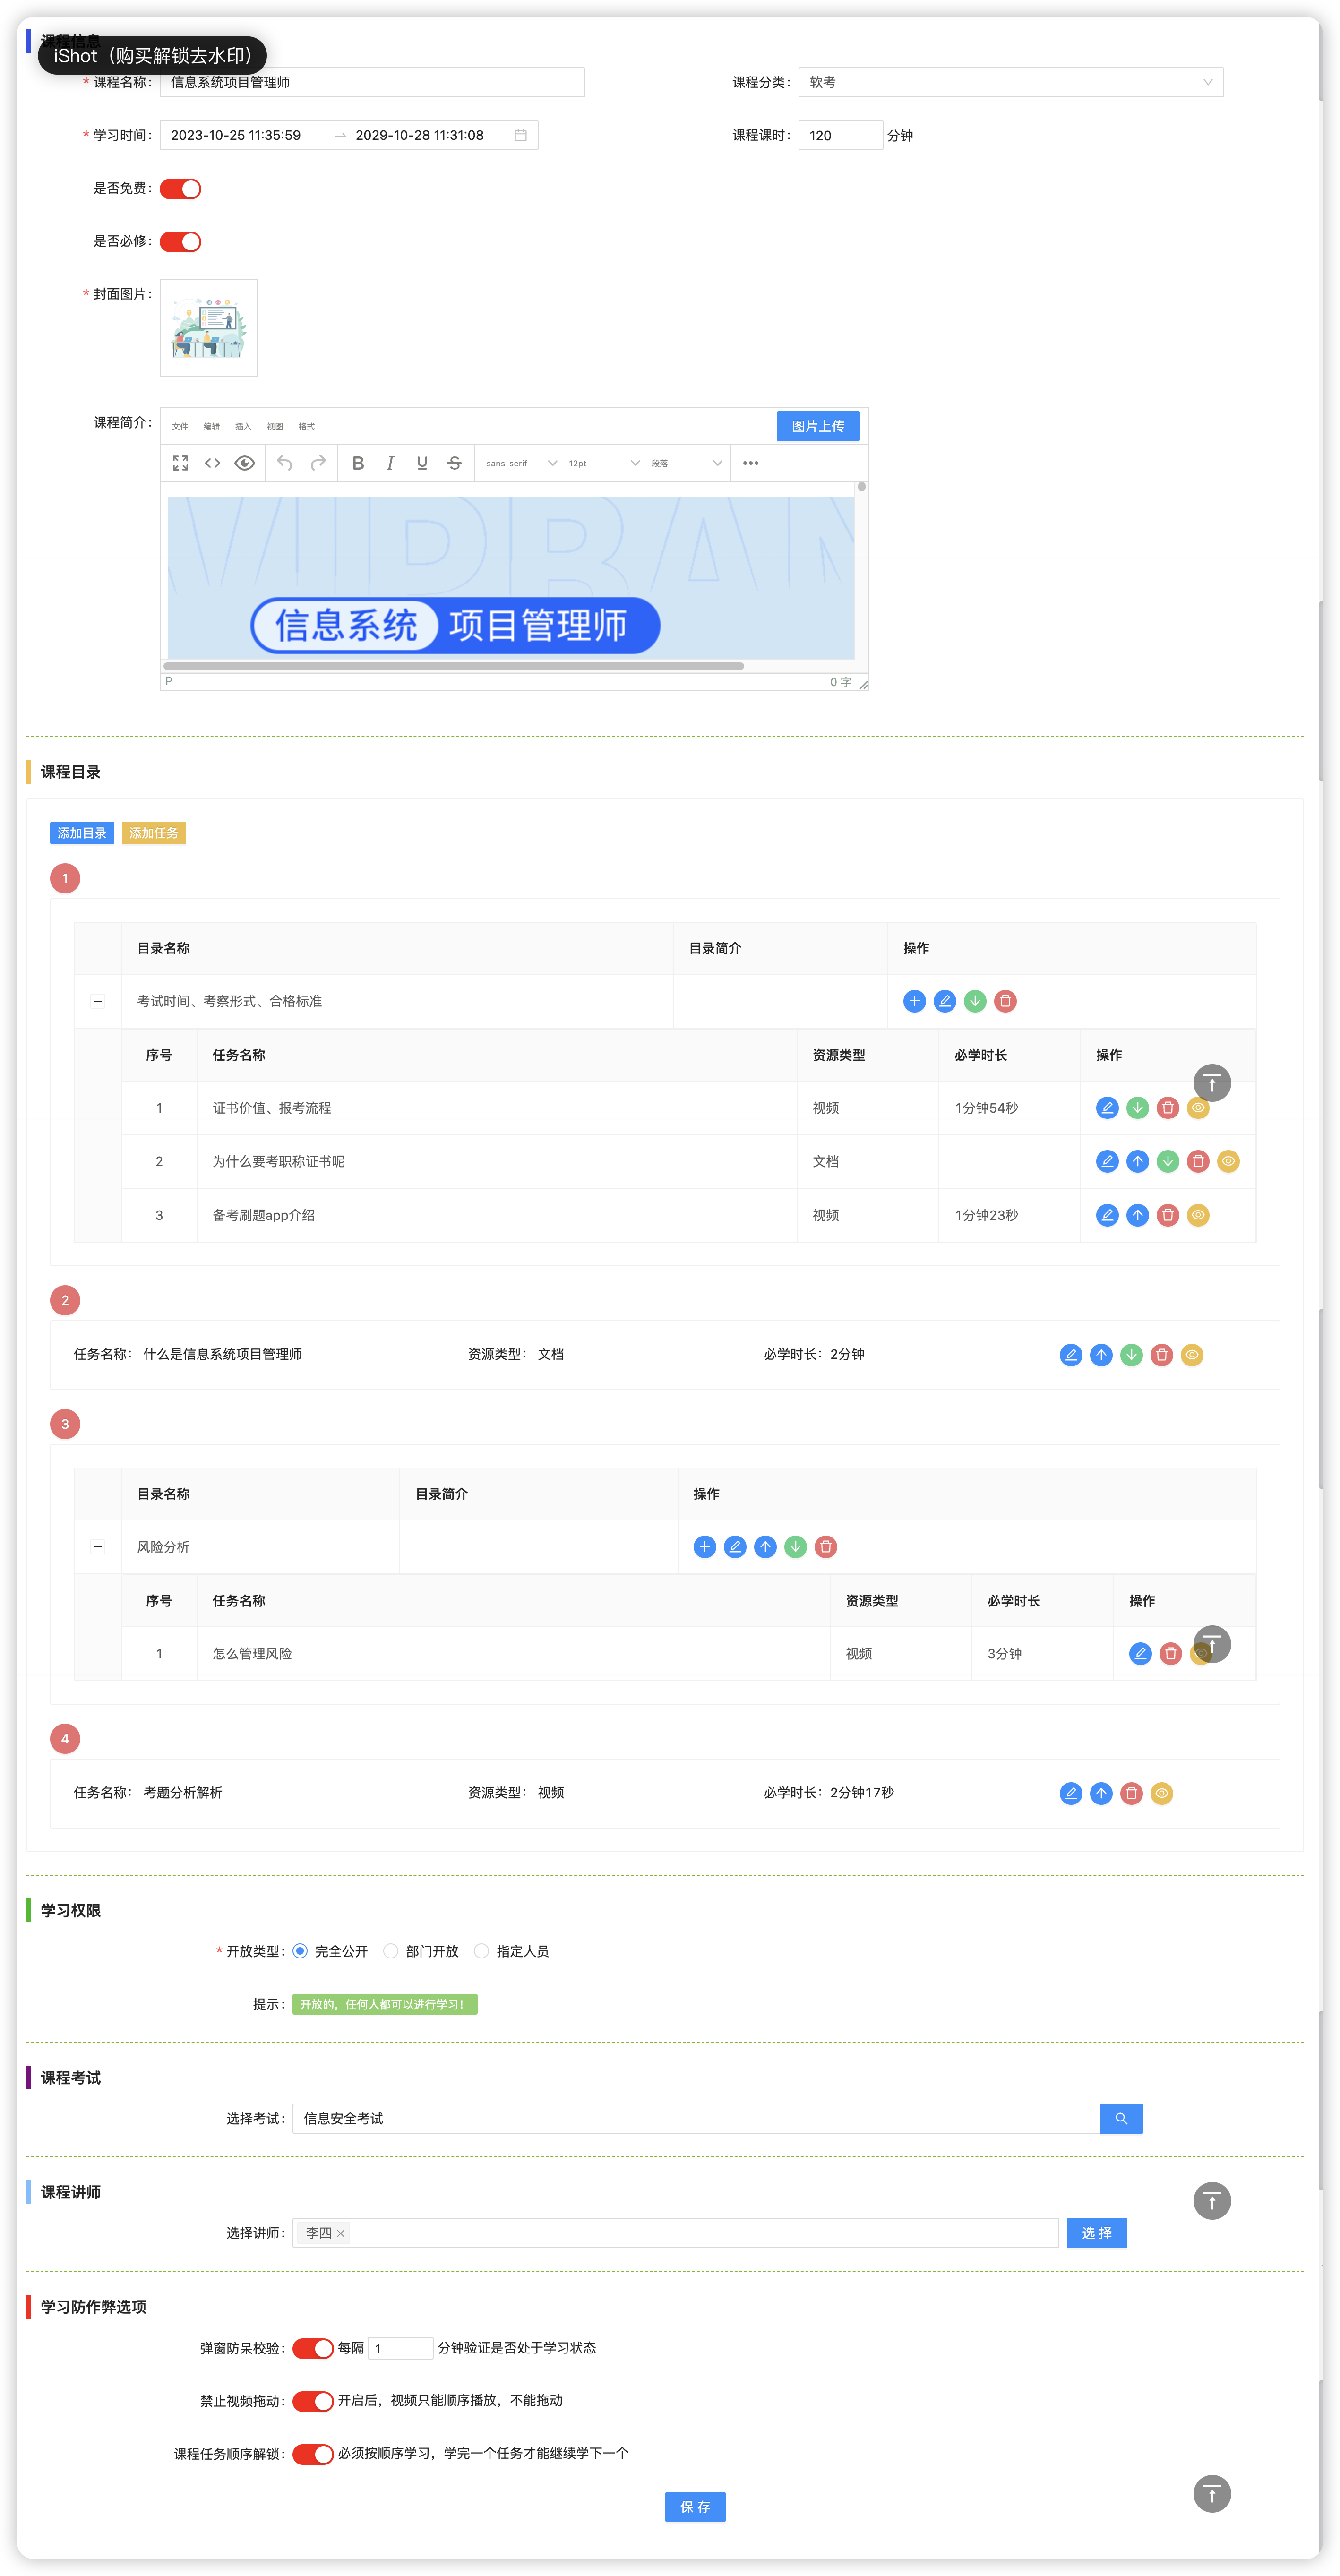 课程信息
iShot（购买解锁去水印）
* 课程名称： 信息系统项目管理师 课程分类： 软考
* 学习时间： 2023-10-25 11:35:59 → 2029-10-28 11:31:08 课程课时： 120 分钟
是否免费：
是否必修：
* 封面图片：
课程简介： 文件 编辑 插入 视图 格式 图片上传
B I U S sans-serif 12pt 段落 •••
VIPRAN
信息系统 项目管理师
P 0 字
课程目录
添加目录 添加任务
1
目录名称 目录简介 操作
考试时间、考察形式、合格标准
序号 任务名称 资源类型 必学时长 操作
1 证书价值、报考流程 视频 1分钟54秒
2 为什么要考职称证书呢 文档
3 备考刷题app介绍 视频 1分钟23秒
2
任务名称： 什么是信息系统项目管理师 资源类型： 文档 必学时长：2分钟
3
目录名称 目录简介 操作
风险分析
序号 任务名称 资源类型 必学时长 操作
1 怎么管理风险 视频 3分钟
4
任务名称： 考题分析解析 资源类型： 视频 必学时长：2分钟17秒
学习权限
* 开放类型： 完全公开 部门开放 指定人员
提示： 开放的，任何人都可以进行学习！
课程考试
选择考试： 信息安全考试
课程讲师
选择讲师： 李四 × 选 择
学习防作弊选项
弹窗防呆校验： 每隔 1 分钟验证是否处于学习状态
禁止视频拖动： 开启后，视频只能顺序播放，不能拖动
课程任务顺序解锁： 必须按顺序学习，学完一个任务才能继续学下一个
保 存